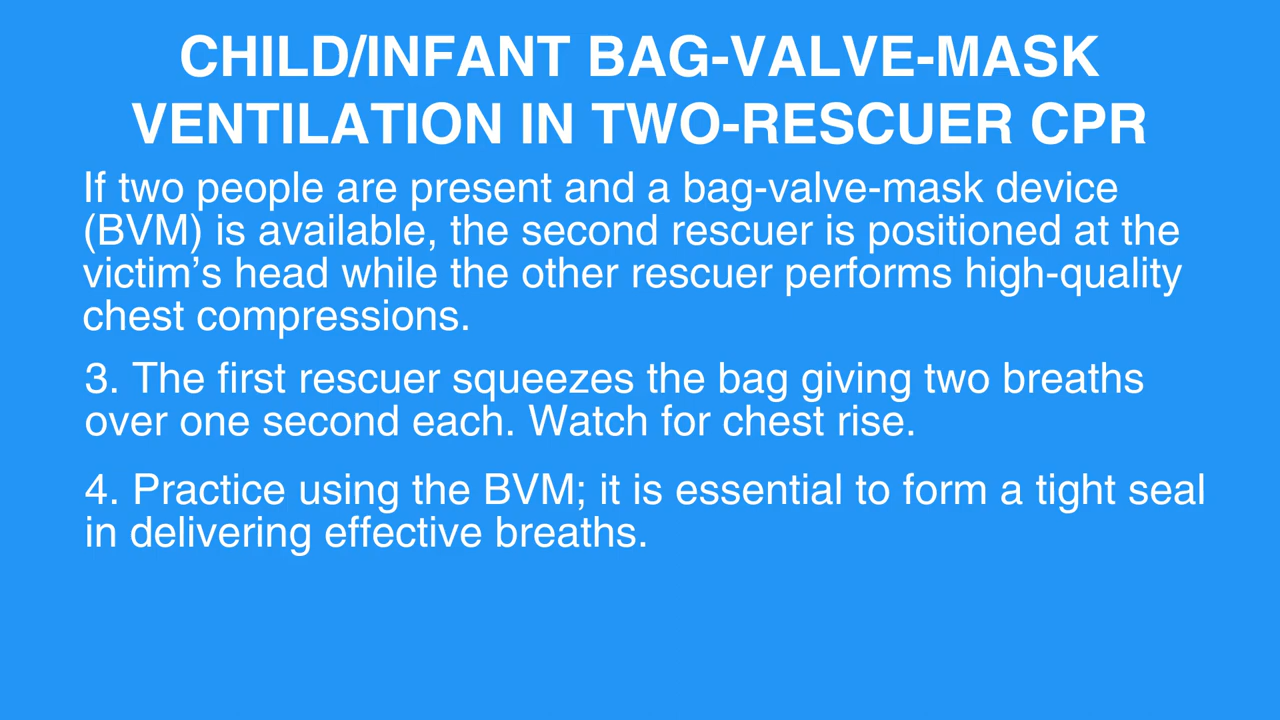 CHILD/INFANT BAG-VALVE-MASK
VENTILATION IN TWO-RESCUER CPR
If two people are present and a bag-valve-mask device
(BVM) is available, the second rescuer is positioned at the
victim’s head while the other rescuer performs high-quality
chest compressions.
3. The first rescuer squeezes the bag giving two breaths
over one second each. Watch for chest rise.
4. Practice using the BVM; it is essential to form a tight seal
in delivering effective breaths.